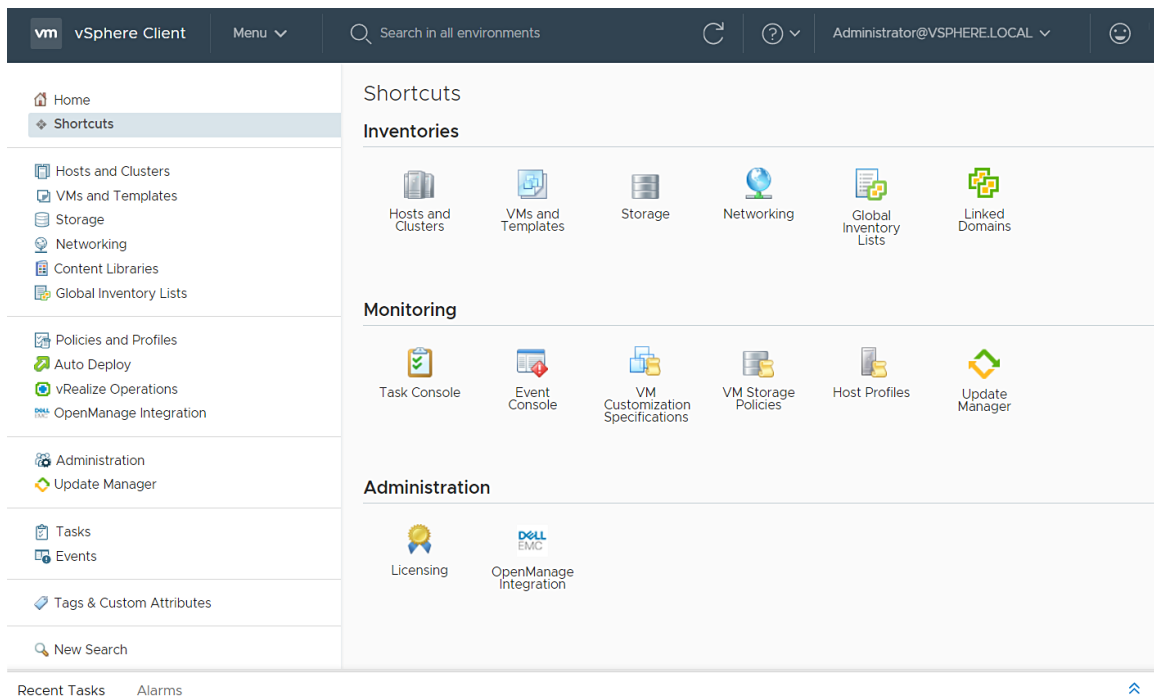 vm vSphere Client Menu Search in all environments Administrator@VSPHERE.LOCAL
Home
Shortcuts
Hosts and Clusters
VMs and Templates
Storage
Networking
Content Libraries
Global Inventory Lists
Policies and Profiles
Auto Deploy
vRealize Operations
DELL EMC OpenManage Integration
Administration
Update Manager
Tasks
Events
Tags & Custom Attributes
New Search
Shortcuts
Inventories
Hosts and
Clusters
VMs and
Templates
Storage
Networking
Global
Inventory
Lists
Linked
Domains
Monitoring
Task Console
Event
Console
VM
Customization
Specifications
VM Storage
Policies
Host Profiles
Update
Manager
Administration
Licensing
DELL
EMC
OpenManage
Integration
Recent Tasks Alarms